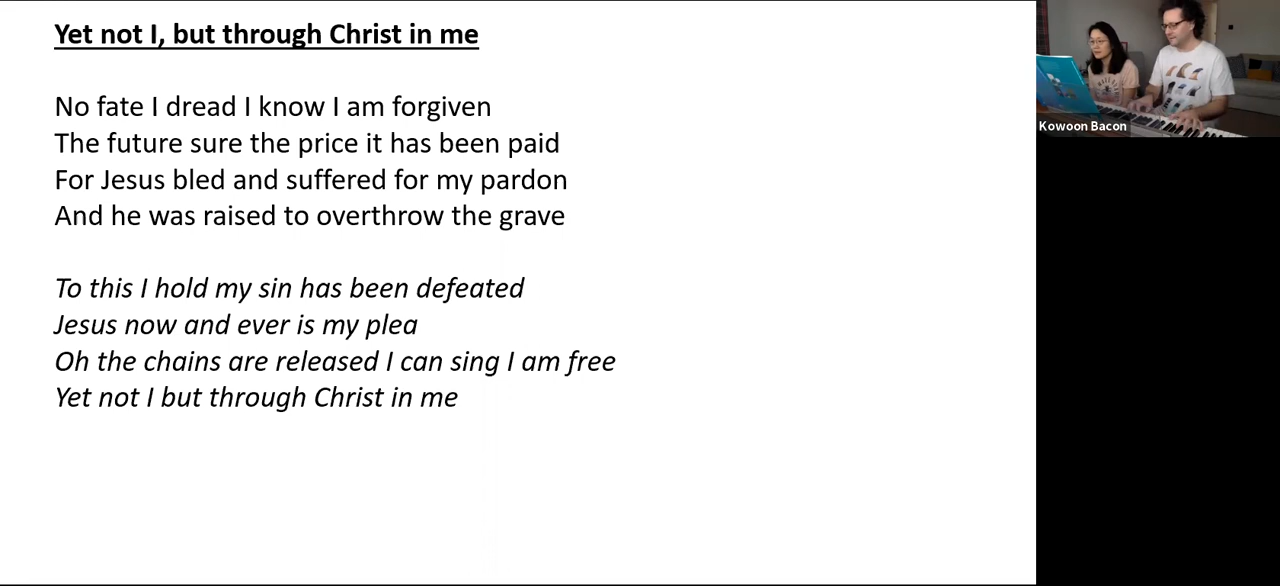 Yet not I, but through Christ in me
No fate I dread I know I am forgiven
The future sure the price it has been paid
For Jesus bled and suffered for my pardon
And he was raised to overthrow the grave
To this I hold my sin has been defeated
Jesus now and ever is my plea
Oh the chains are released I can sing I am free
Yet not I but through Christ in me
Kowoon Bacon